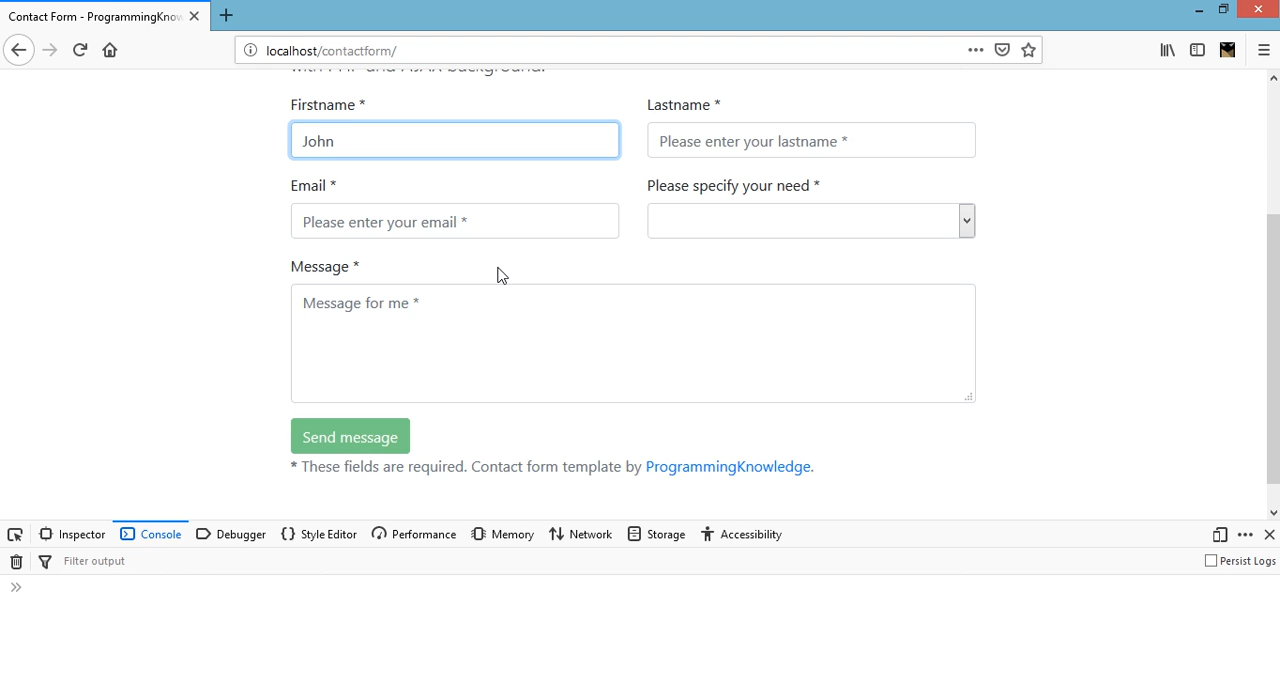 Contact Form - ProgrammingKnow
localhost/contactform/
Firstname * Lastname *
John Please enter your lastname *
Email * Please specify your need *
Please enter your email *
Message *
Message for me *
Send message
* These fields are required. Contact form template by ProgrammingKnowledge.
Inspector Console Debugger {} Style Editor Performance Memory Network Storage Accessibility
Filter output Persist Logs